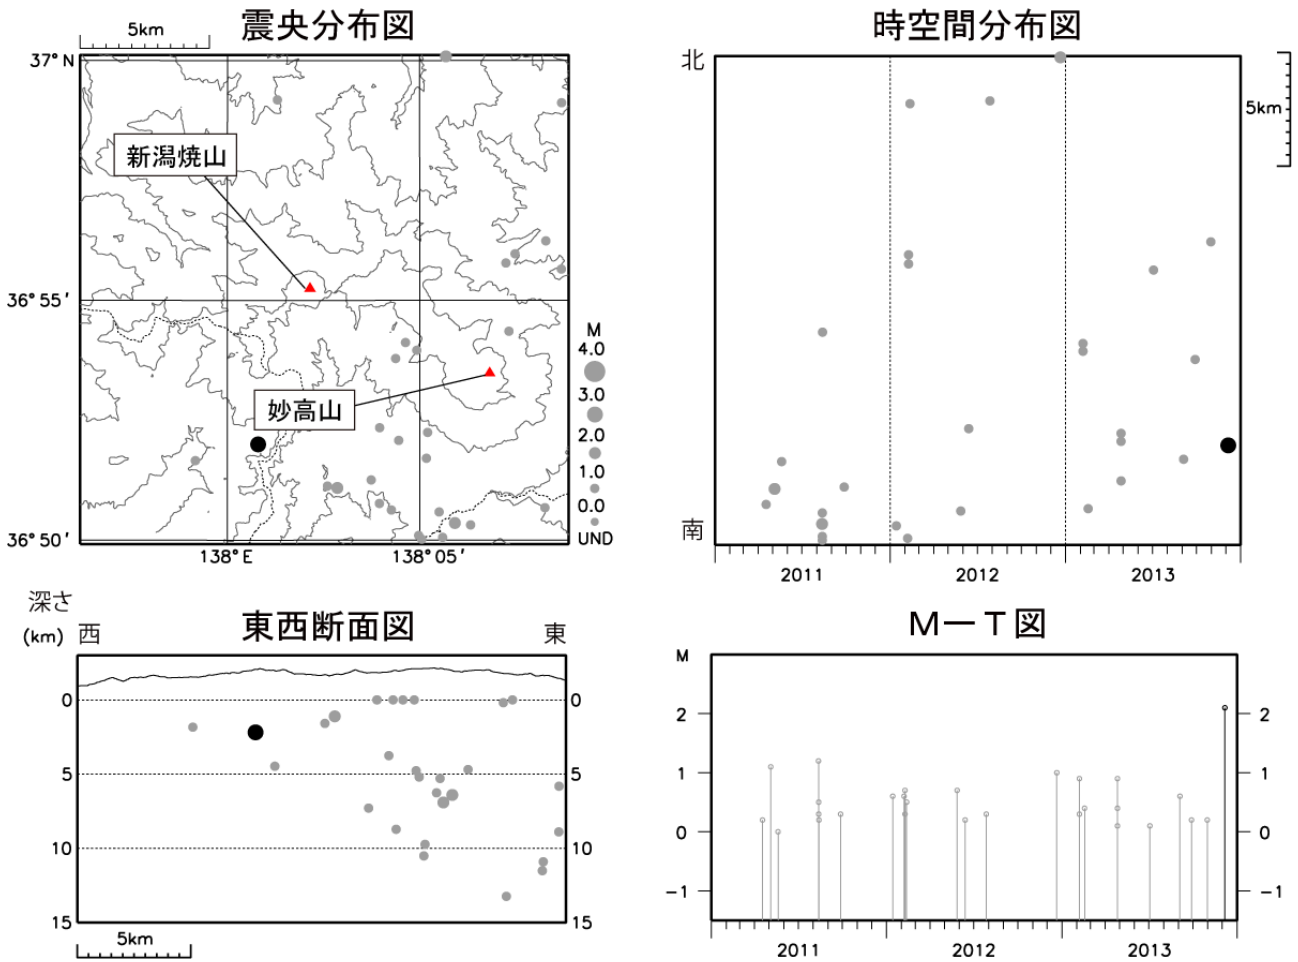 震央分布図
5km
37°N
新潟焼山
36°55′
妙高山
36°50′
138°E
138°05′
M
4.0
3.0
2.0
1.0
0.0
UND
時空間分布図
北
南
5km
2011
2012
2013
東西断面図
深さ
(km)
西
東
0
5
10
15
0
5
10
15
5km
M－T図
M
2
1
0
-1
2
1
0
-1
2011
2012
2013